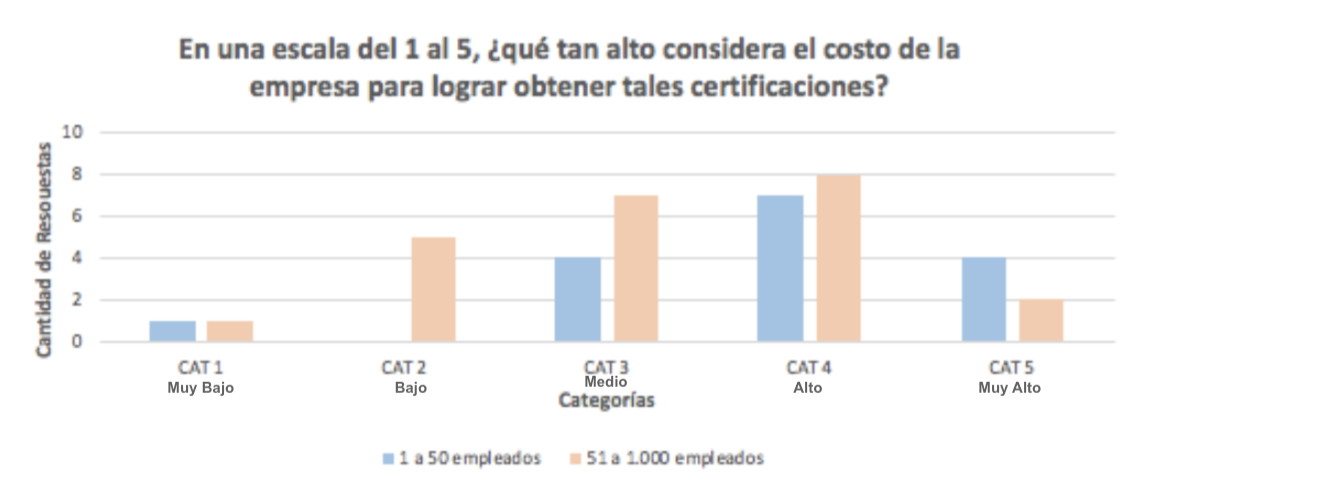 En una escala del 1 al 5, ¿qué tan alto considera el costo de la
empresa para lograr obtener tales certificaciones?
Cantidad de Resouestas
10
8
6
4
2
0
CAT 1 CAT 2 CAT 3 CAT 4 CAT 5
Muy Bajo Bajo Medio Alto Muy Alto
Categorías
1 a 50 empleados 51 a 1.000 empleados